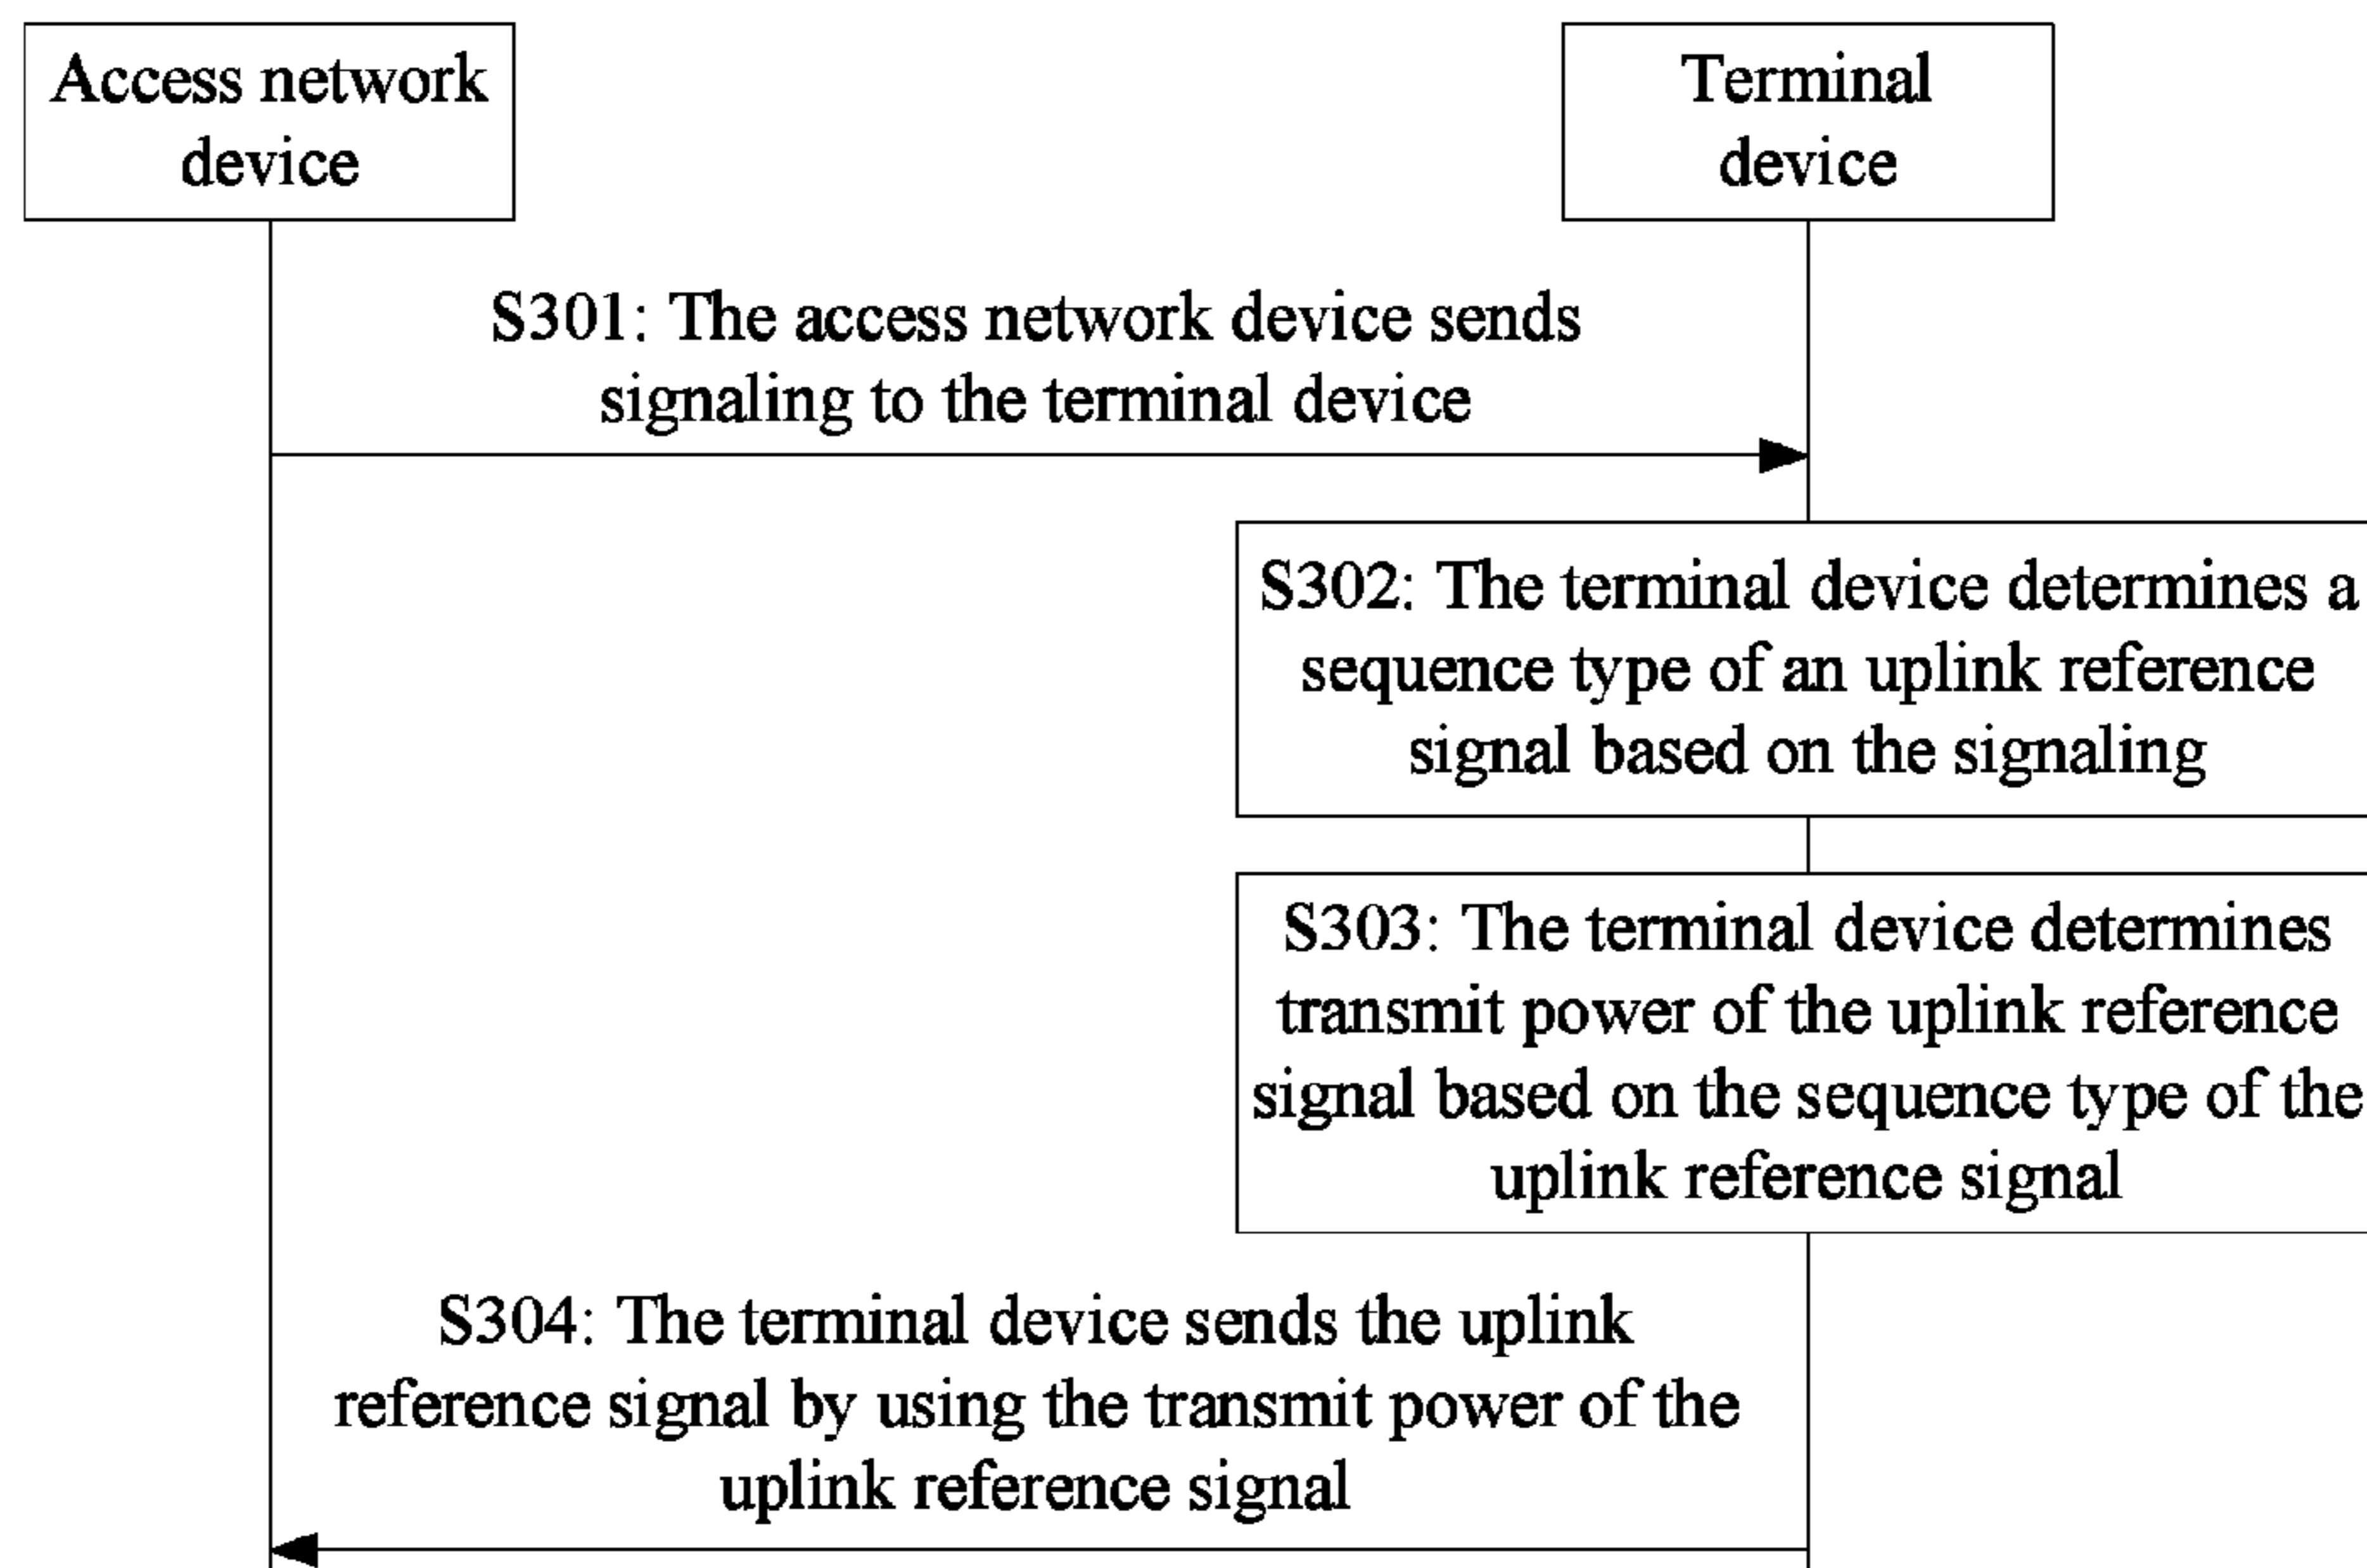 Access network
device
Terminal
device
S301: The access network device sends
signaling to the terminal device
S302: The terminal device determines a
sequence type of an uplink reference
signal based on the signaling
S303: The terminal device determines
transmit power of the uplink reference
signal based on the sequence type of the
uplink reference signal
S304: The terminal device sends the uplink
reference signal by using the transmit power of the
uplink reference signal